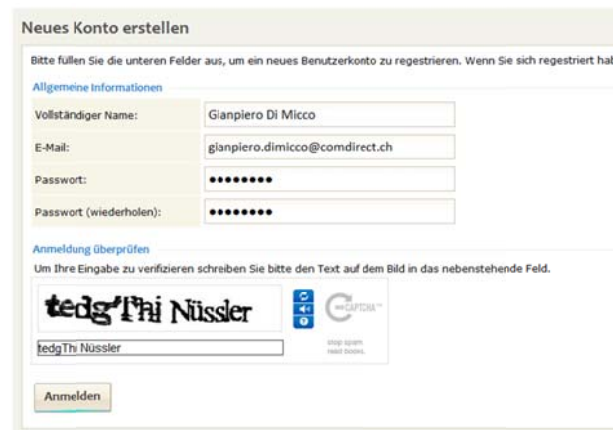 Neues Konto erstellen
Bitte füllen Sie die unteren Felder aus, um ein neues Benutzerkonto zu regestrieren. Wenn Sie sich regestriert hab
Allgemeine Informationen
Vollständiger Name: Gianpiero Di Micco
E-Mail: gianpiero.dimicco@comdirect.ch
Passwort: ●●●●●●●●
Passwort (wiederholen): ●●●●●●●●
Anmeldung überprüfen
Um Ihre Eingabe zu verifizieren schreiben Sie bitte den Text auf dem Bild in das nebenstehende Feld.
tedgThi Nüssler
reCAPTCHA™
tedgThi Nüssler
stop spam.
read books.
Anmelden